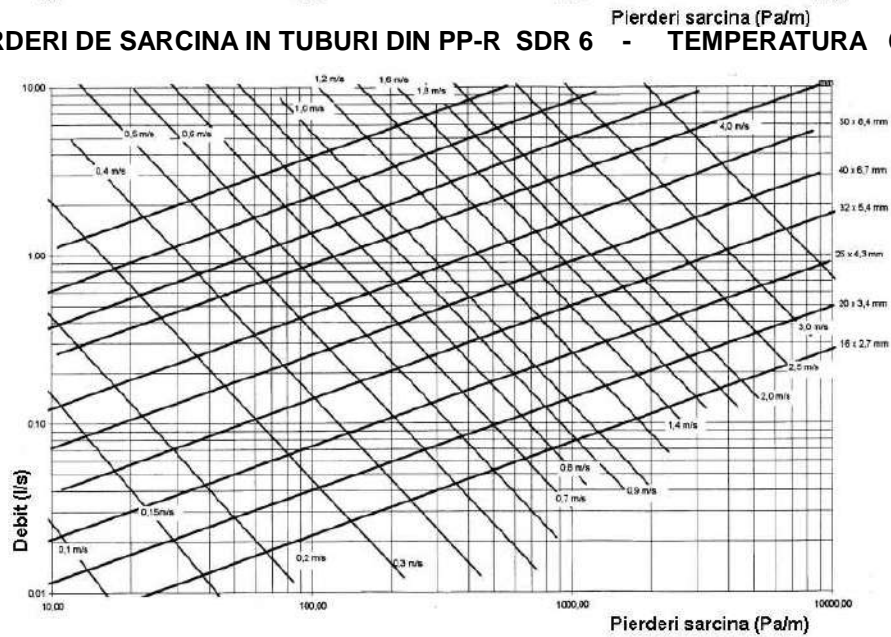 Pierderi sarcina (Pa/m)
RDERI DE SARCINA IN TUBURI DIN PP-R SDR 6 - TEMPERATURA
10.00
1,2 m/s
1,6 m/s
1,0 m/s
0,5 m/s
0,6 m/s
0,4 m/s
4,0 m/s
mm
50 x 8,4 mm
40 x 6,7 mm
32 x 5,4 mm
1.00
25 x 4,3 mm
20 x 3,4 mm
3,0 m/s
16 x 2,7 mm
2,5 m/s
2,0 m/s
0.10
1,4 m/s
0,8 m/s
0,9 m/s
0,7 m/s
Debit (l/s)
0,15m/s
0,1 m/s
0,2 m/s
0,3 m/s
0.01
10,00
100,00
1000,00
10000,00
Pierderi sarcina (Pa/m)